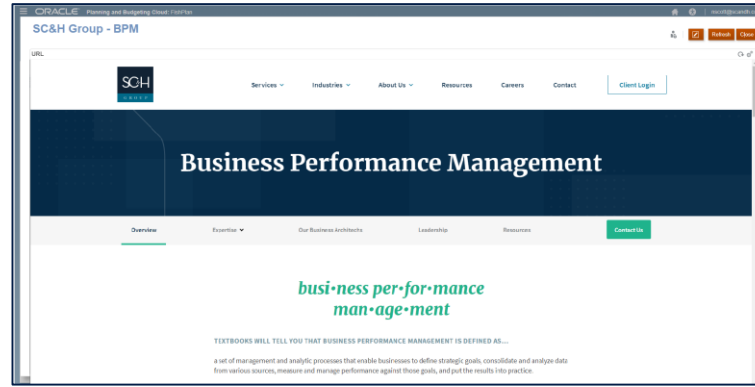 ORACLE Planning and Budgeting Cloud: FishPlan
SC&H Group - BPM
Refresh Close
URL
SC&H
GROUP
Services Industries About Us Resources Careers Contact Client Login
Business Performance Management
Overview Expertise Our Business Architects Leadership Resources Contact Us
busi•ness per•for•mance
man•age•ment
TEXTBOOKS WILL TELL YOU THAT BUSINESS PERFORMANCE MANAGEMENT IS DEFINED AS...
a set of management and analytic processes that enable businesses to define strategic goals, consolidate and analyze data
from various sources, measure and manage performance against those goals, and put the results into practice.